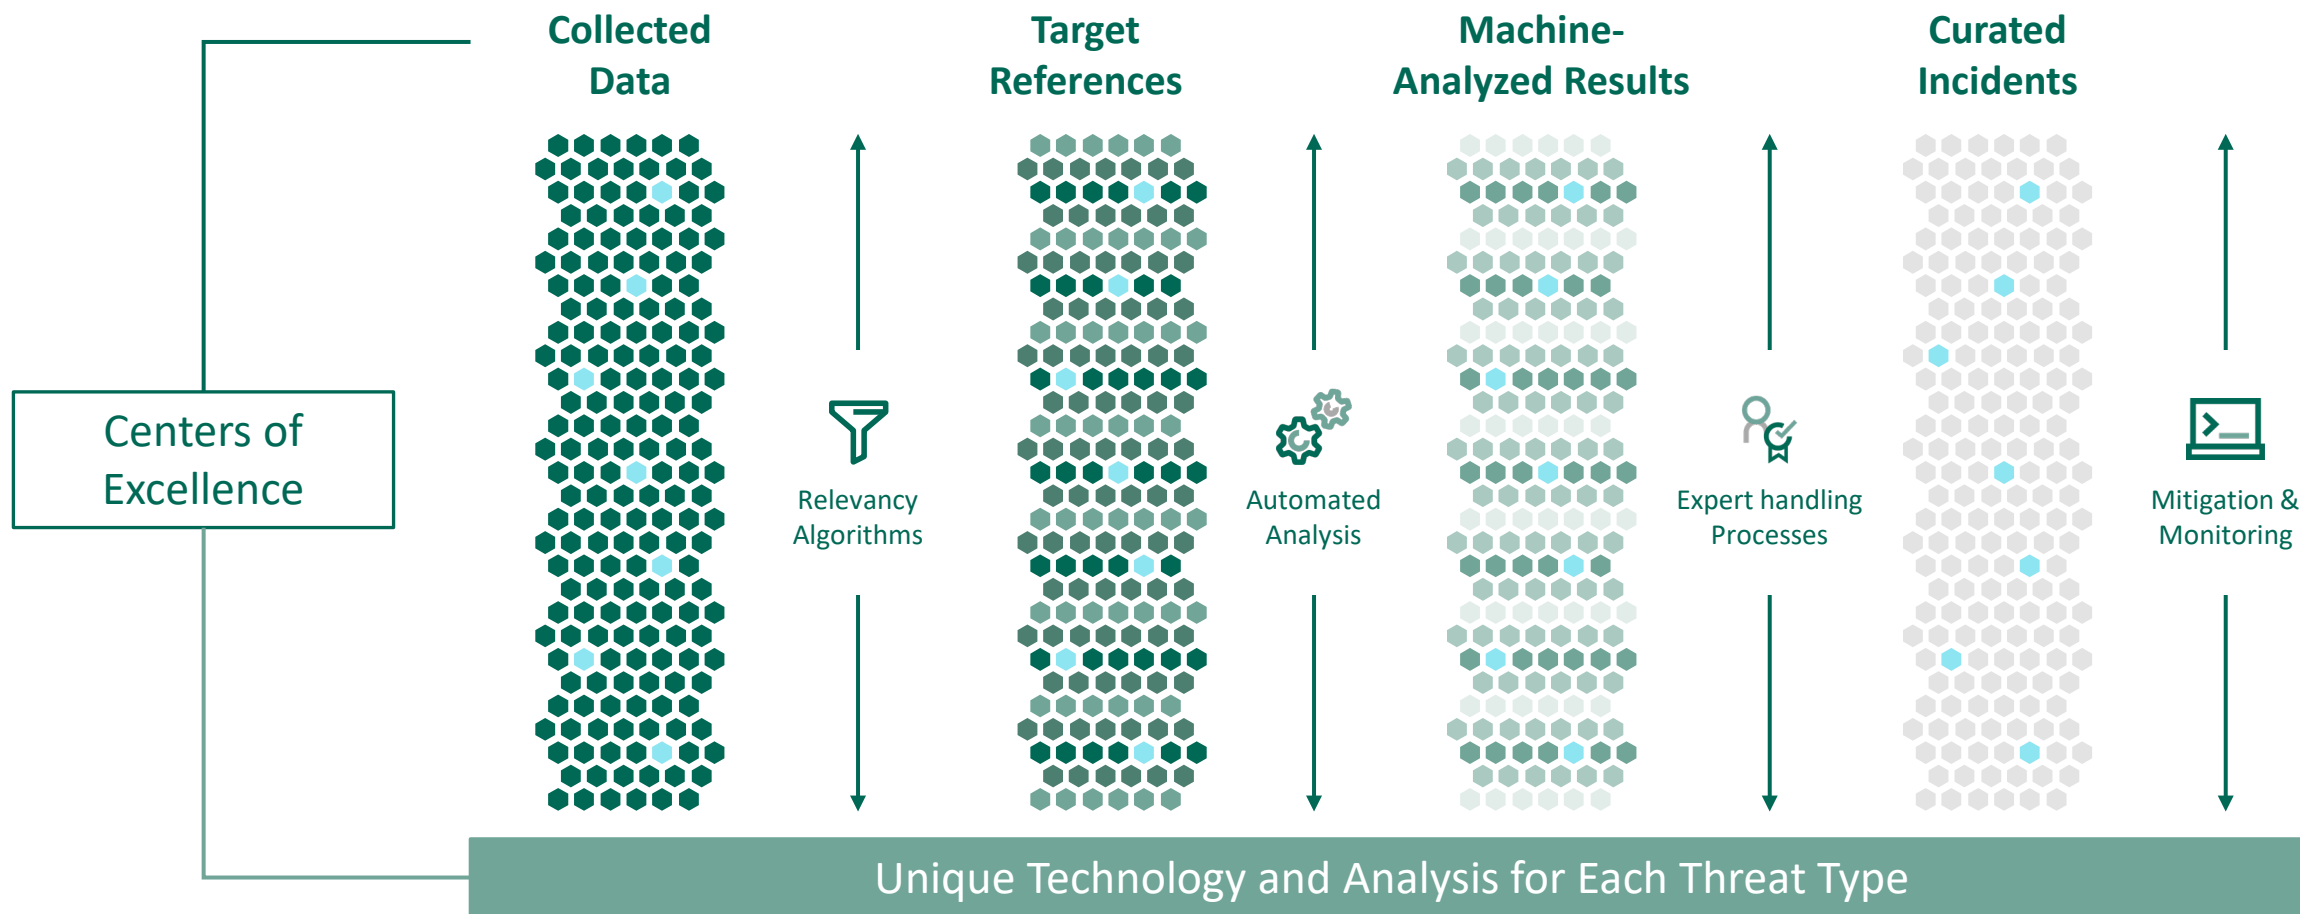 Collected
Data
Target
References
Machine-
Analyzed Results
Curated
Incidents
Centers of
Excellence
Relevancy
Algorithms
Automated
Analysis
Expert handling
Processes
Mitigation &
Monitoring
Unique Technology and Analysis for Each Threat Type